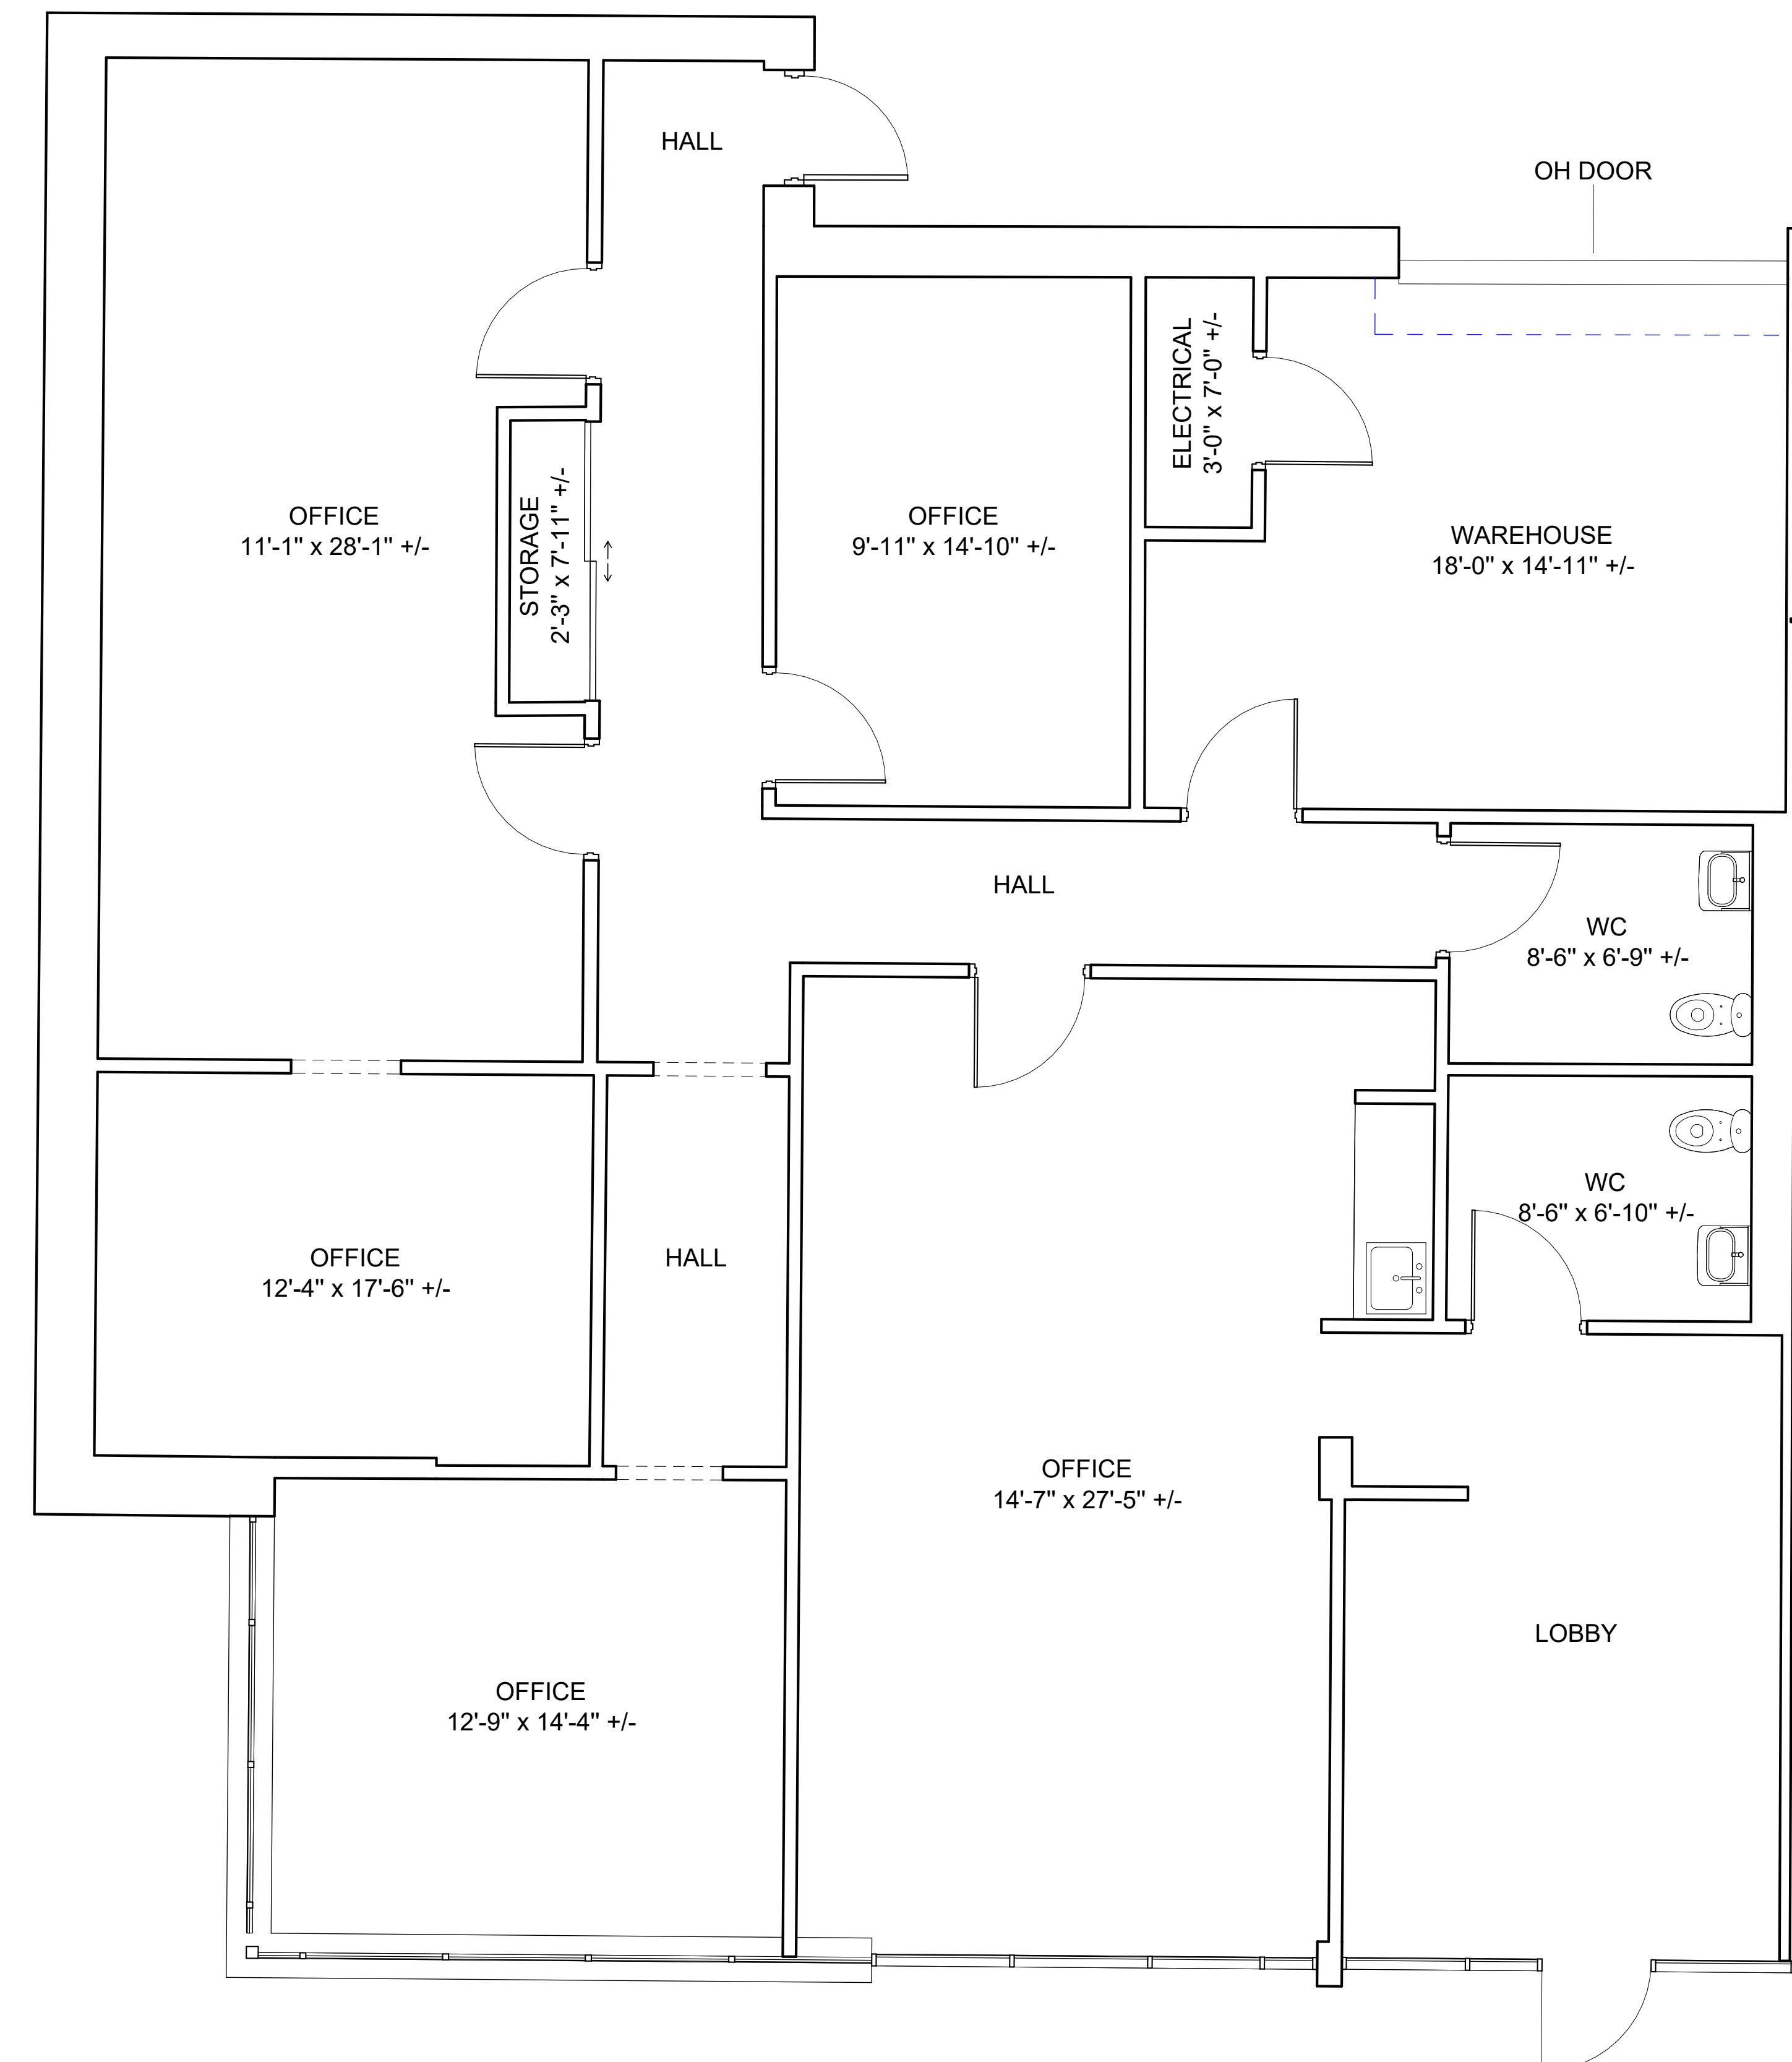 HALL
OH DOOR
ELECTRICAL
3'-0" x 7'-0" +/-
OFFICE
11'-1" x 28'-1" +/-
STORAGE
2'-3" x 7'-11" +/-
OFFICE
9'-11" x 14'-10" +/-
WAREHOUSE
18'-0" x 14'-11" +/-
HALL
WC
8'-6" x 6'-9" +/-
WC
8'-6" x 6'-10" +/-
OFFICE
12'-4" x 17'-6" +/-
HALL
OFFICE
14'-7" x 27'-5" +/-
LOBBY
OFFICE
12'-9" x 14'-4" +/-